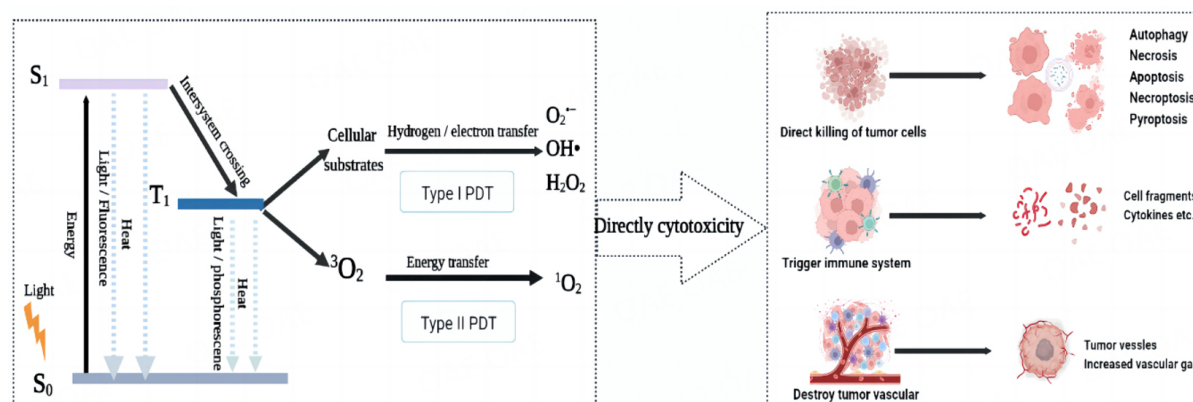 S₁
Intersystem crossing
Energy
Light / Fluorescence
Heat
T₁
Light / phosphorescene
Heat
Light
S₀
Cellular
substrates
Hydrogen / electron transfer
Type I PDT
O₂•−
OH•
H₂O₂
³O₂
Energy transfer
Type II PDT
¹O₂
Directly cytotoxicity
Direct killing of tumor cells
Autophagy
Necrosis
Apoptosis
Necroptosis
Pyroptosis
Trigger immune system
Cell fragments
Cytokines etc.
Destroy tumor vascular
Tumor vessles
Increased vascular ga